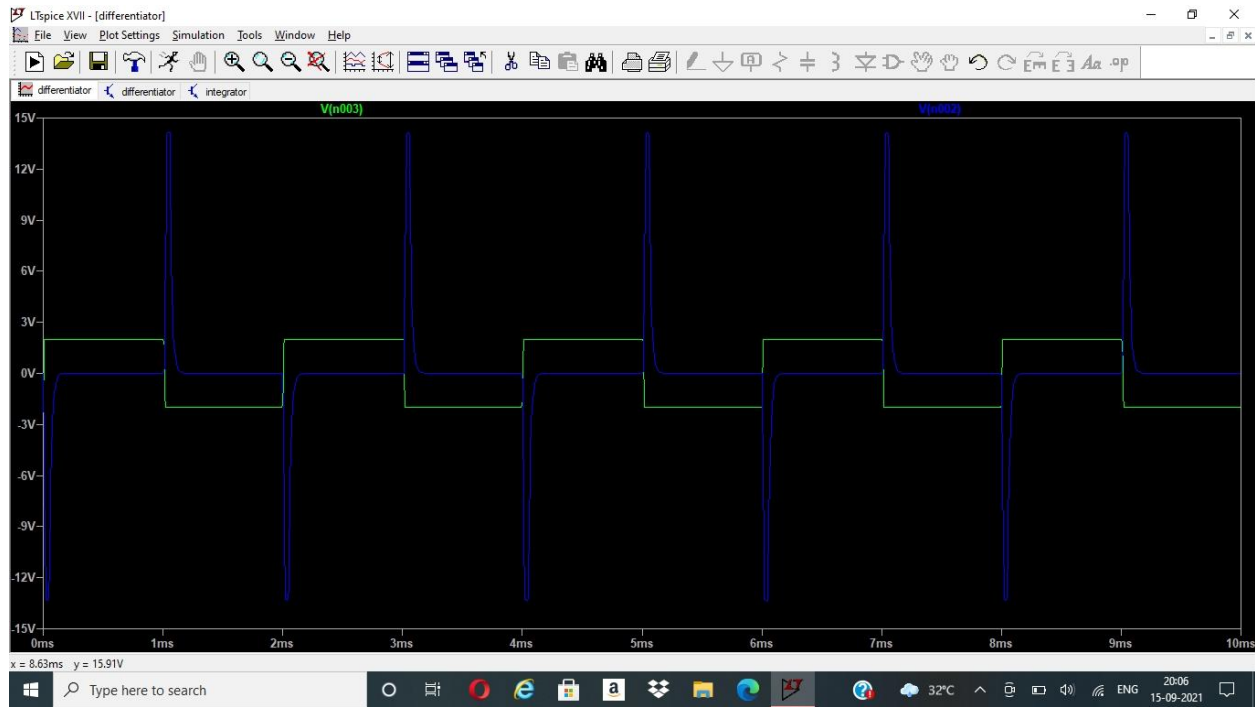 LTspice XVII - [differentiator]
File View Plot Settings Simulation Tools Window Help
differentiator differentiator integrator
V(n003) V(n002)
15V
12V
9V
6V
3V
0V
-3V
-6V
-9V
-12V
-15V
0ms 1ms 2ms 3ms 4ms 5ms 6ms 7ms 8ms 9ms 10ms
x = 8.63ms y = 15.91V
Type here to search 32°C ENG 20:06
15-09-2021